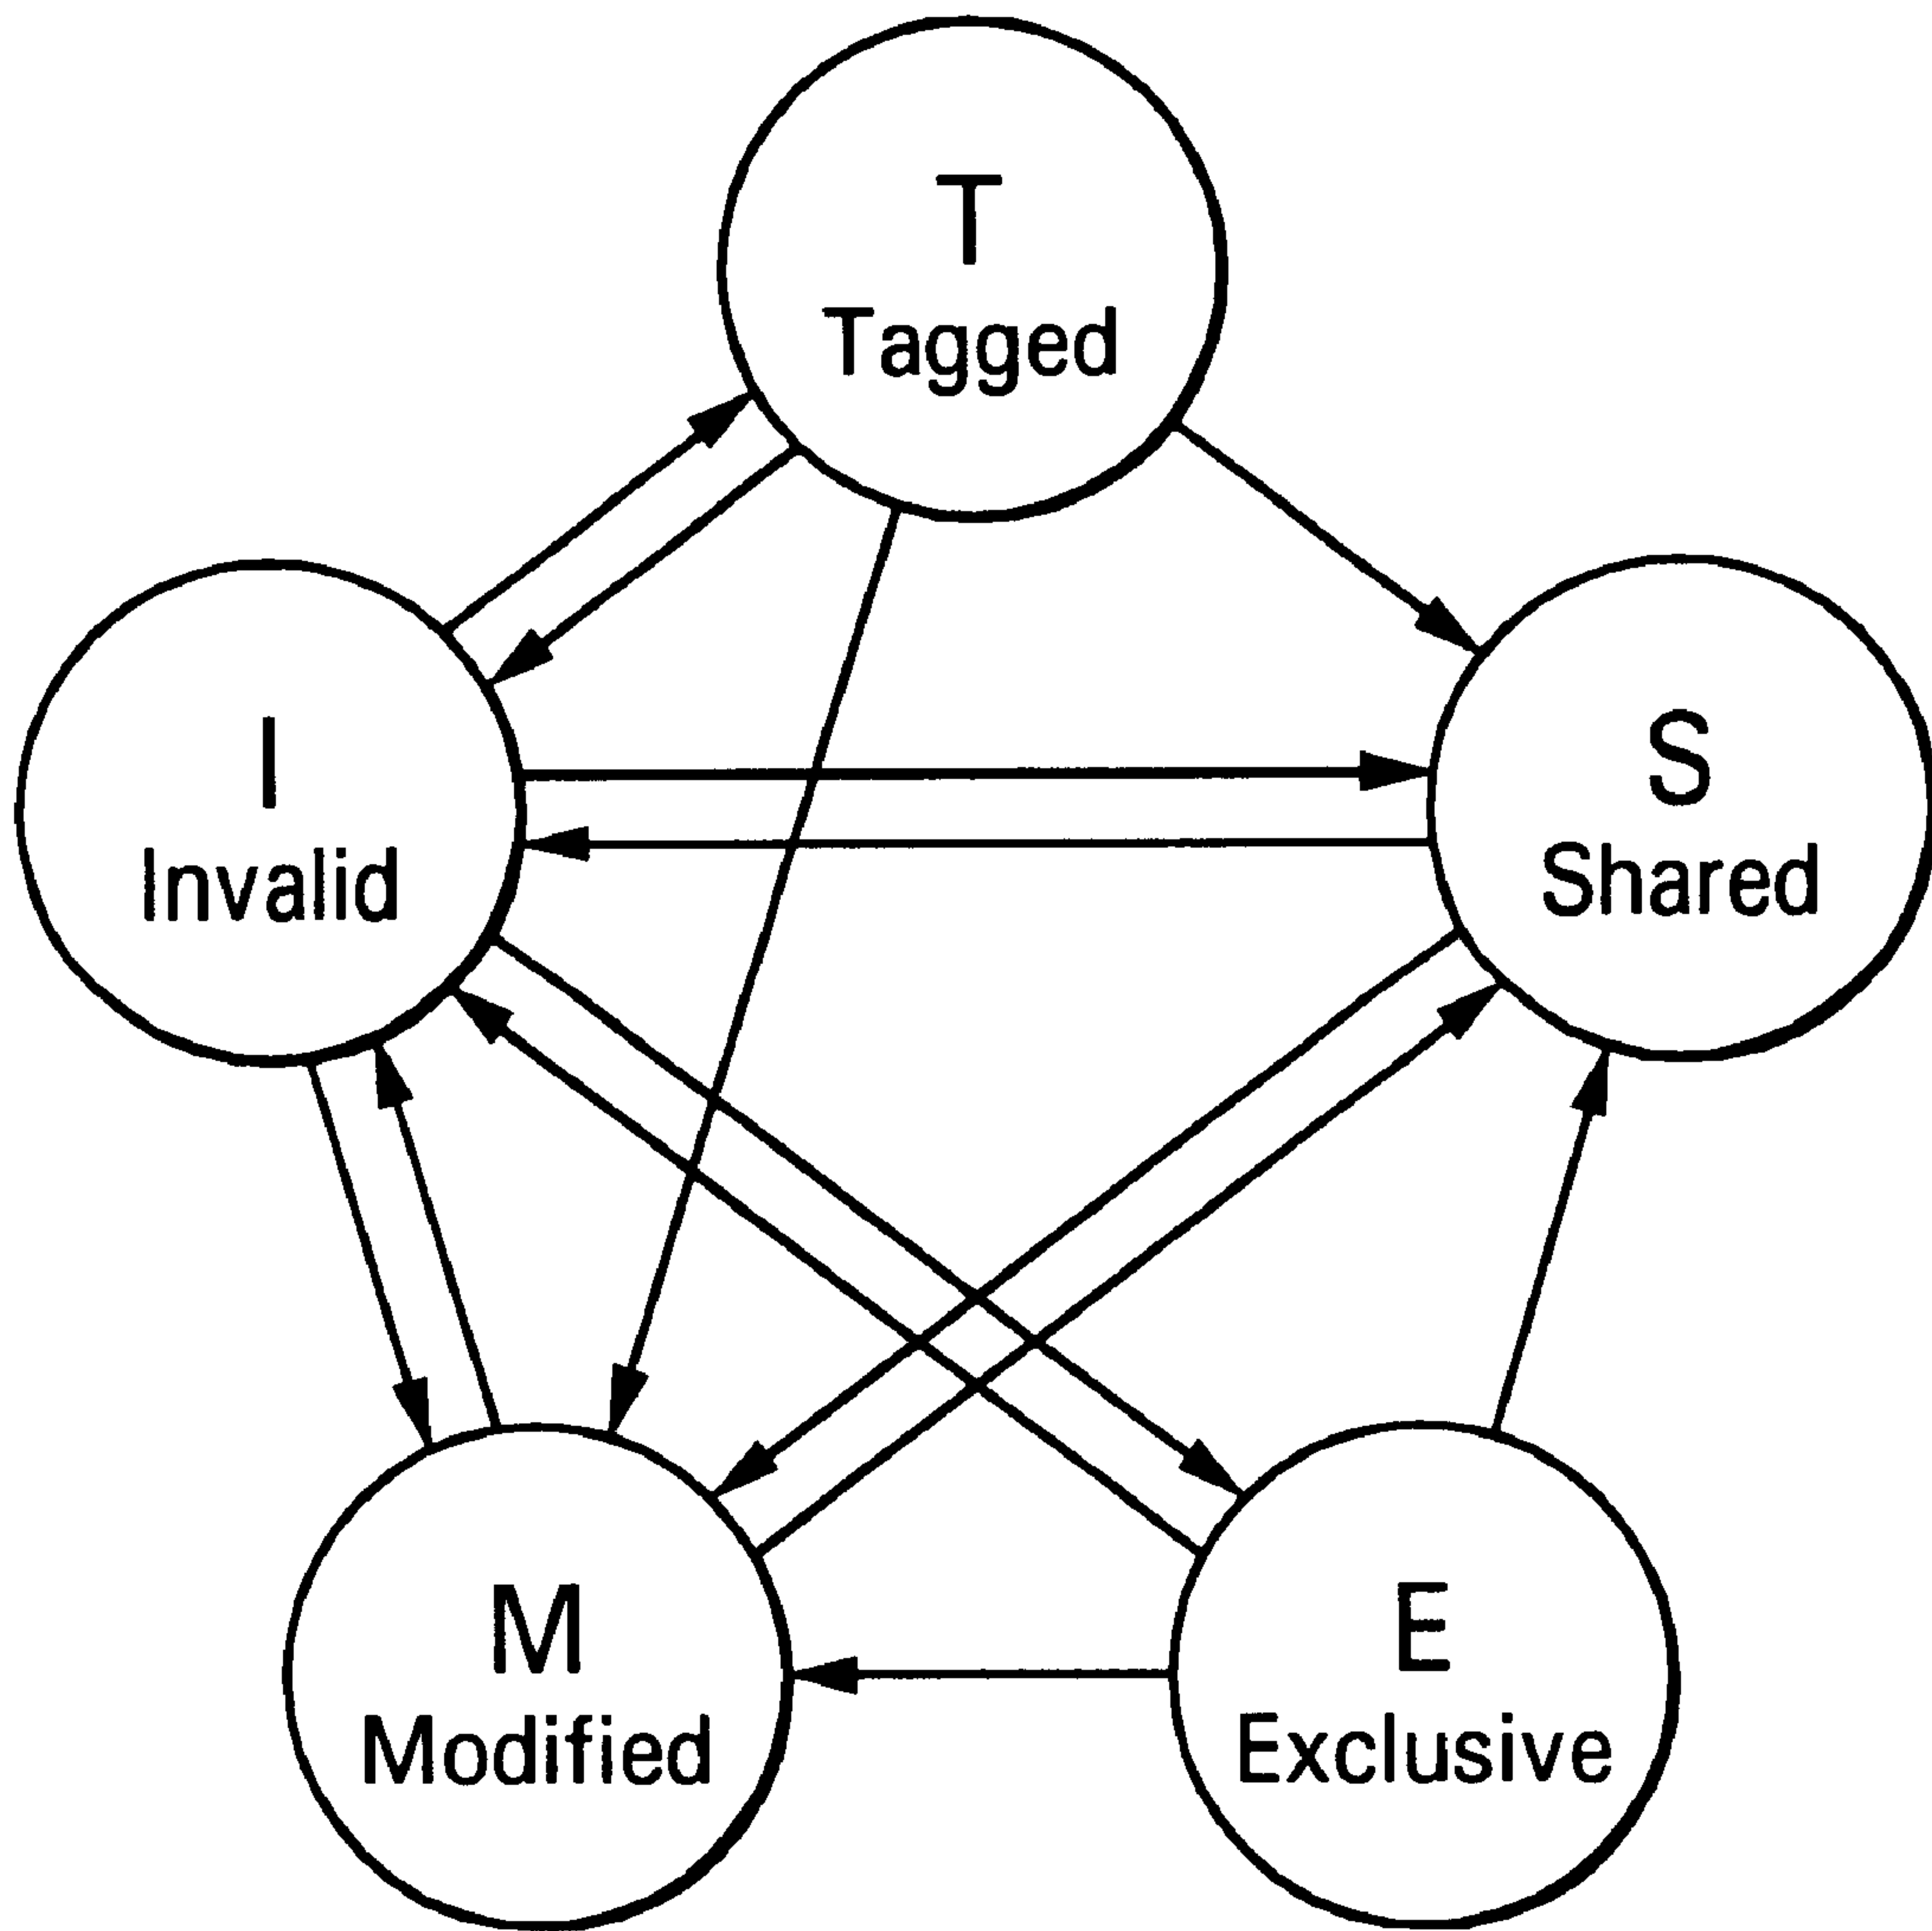 T
Tagged
I
Invalid
S
Shared
M
Modified
E
Exclusive